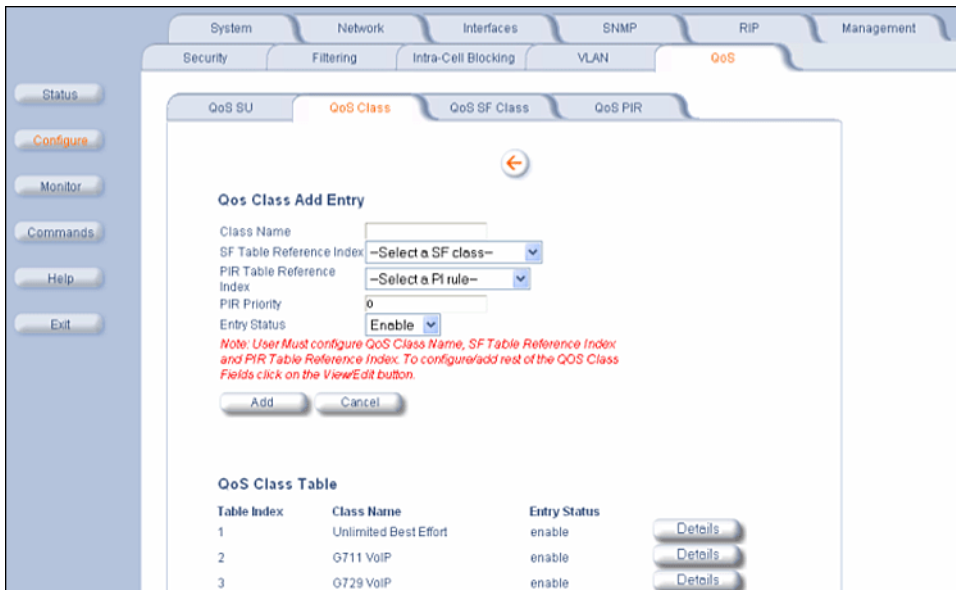 System Network Interfaces SNMP RIP Management
Security Filtering Intra-Cell Blocking VLAN QoS
Status
QoS SU QoS Class QoS SF Class QoS PIR
Configure
Monitor
Qos Class Add Entry
Commands
Class Name
SF Table Reference Index --Select a SF class--
Help
PIR Table Reference
Index
--Select a PI rule--
PIR Priority 0
Exit
Entry Status Enable
Note: User Must configure QoS Class Name, SF Table Reference Index
and PIR Table Reference Index. To configure/add rest of the QOS Class
Fields click on the View/Edit button.
Add Cancel
QoS Class Table
Table Index Class Name Entry Status
1 Unlimited Best Effort enable Details
2 G711 VoIP enable Details
3 G729 VoIP enable Details